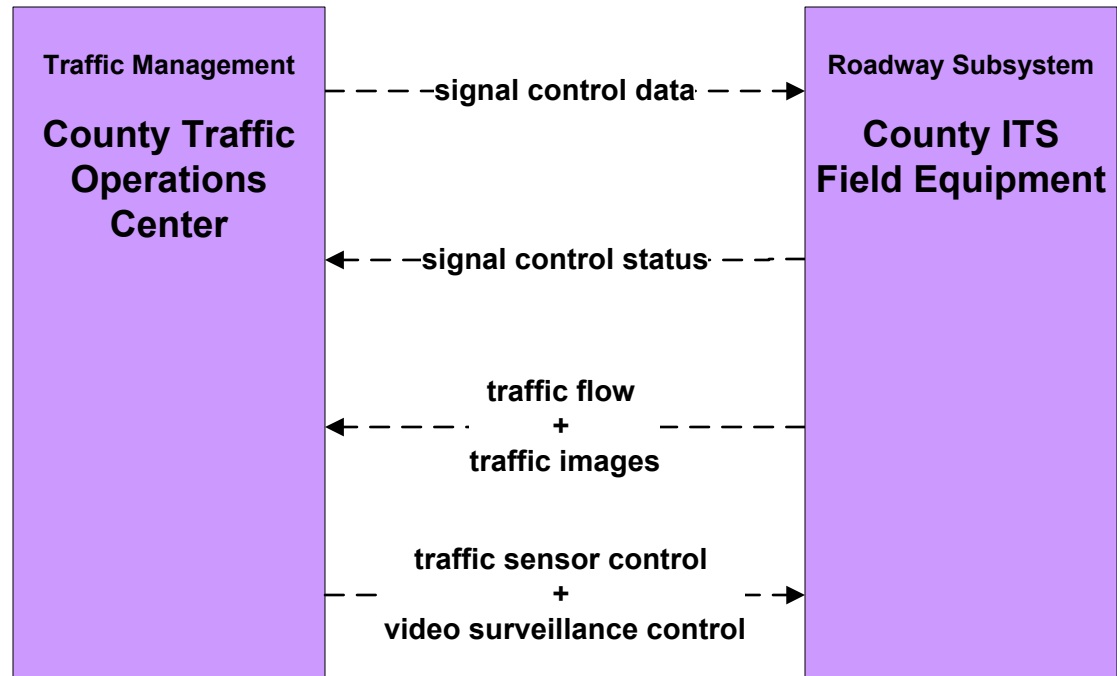 Traffic Management
County Traffic
Operations
Center
signal control data
signal control status
traffic flow
+
traffic images
traffic sensor control
+
video surveillance control
Roadway Subsystem
County ITS
Field Equipment